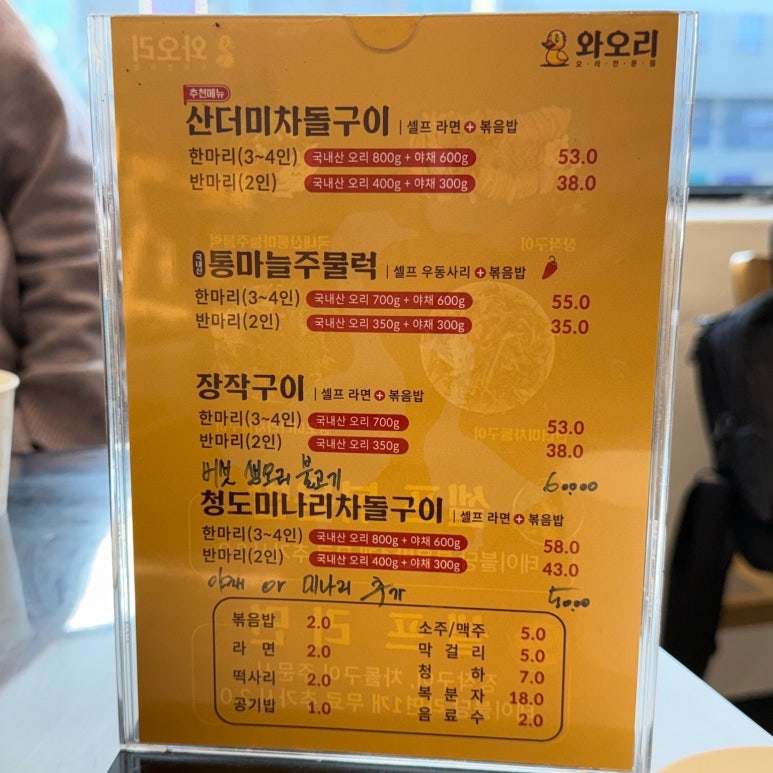 와오리
오·리·전·문·점
추천메뉴
산더미차돌구이 | 셀프 라면 + 볶음밥
한마리(3~4인) 국내산 오리 800g + 야채 600g 53.0
반마리(2인) 국내산 오리 400g + 야채 300g 38.0
국내산 통마늘주물럭 | 셀프 우동사리 + 볶음밥
한마리(3~4인) 국내산 오리 700g + 야채 600g 55.0
반마리(2인) 국내산 오리 350g + 야채 300g 35.0
장작구이 | 셀프 라면 + 볶음밥
한마리(3~4인) 국내산 오리 700g 53.0
반마리(2인) 국내산 오리 350g 38.0
버섯 생오리 불고기 60000
청도미나리차돌구이 | 셀프 라면 + 볶음밥
한마리(3~4인) 국내산 오리 800g + 야채 600g 58.0
반마리(2인) 국내산 오리 400g + 야채 300g 43.0
야채 or 미나리 추가 5000
볶음밥 2.0
라면 2.0
떡사리 2.0
공기밥 1.0
소주/맥주 5.0
막걸리 5.0
청하 7.0
복분자 18.0
음료수 2.0